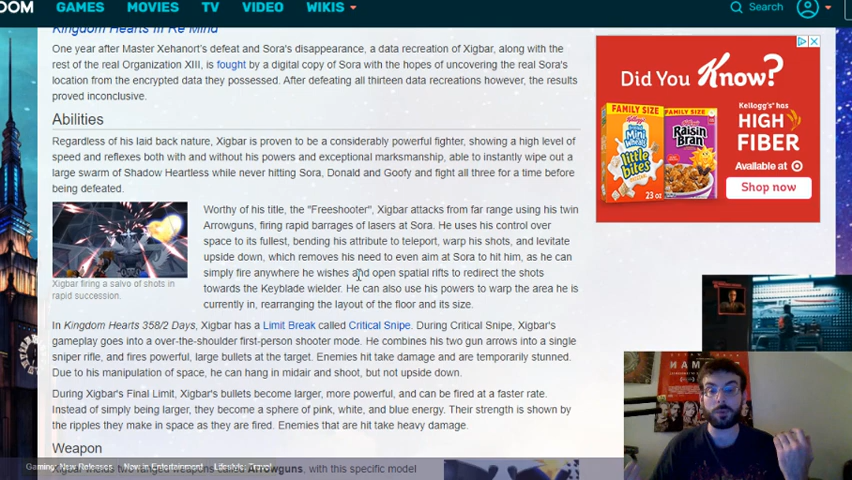 OOM GAMES MOVIES TV VIDEO WIKIS Search
Kingdom Hearts III Re Mind
One year after Master Xehanort's defeat and Sora's disappearance, a data recreation of Xigbar, along with the
rest of the real Organization XIII, is fought by a digital copy of Sora with the hopes of uncovering the real Sora's
location from the encrypted data they possessed. After defeating all thirteen data recreations however, the results
proved inconclusive.
Abilities
Regardless of his laid back nature, Xigbar is proven to be a considerably powerful fighter, showing a high level of
speed and reflexes both with and without his powers and exceptional marksmanship, able to instantly wipe out a
large swarm of Shadow Heartless while never hitting Sora, Donald and Goofy and fight all three for a time before
being defeated.
Worthy of his title, the "Freeshooter", Xigbar attacks from far range using his twin
Arrowguns, firing rapid barrages of lasers at Sora. He uses his control over
space to its fullest, bending his attribute to teleport, warp his shots, and levitate
upside down, which removes his need to even aim at Sora to hit him, as he can
simply fire anywhere he wishes and open spatial rifts to redirect the shots
towards the Keyblade wielder. He can also use his powers to warp the area he is
currently in, rearranging the layout of the floor and its size.
Xigbar firing a salvo of shots in
rapid succession.
In Kingdom Hearts 358/2 Days, Xigbar has a Limit Break called Critical Snipe. During Critical Snipe, Xigbar's
gameplay goes into a over-the-shoulder first-person shooter mode. He combines his two gun arrows into a single
sniper rifle, and fires powerful, large bullets at the target. Enemies hit take damage and are temporarily stunned.
Due to his manipulation of space, he can hang in midair and shoot, but not upside down.
During Xigbar's Final Limit, Xigbar's bullets become larger, more powerful, and can be fired at a faster rate.
Instead of simply being larger, they become a sphere of pink, white, and blue energy. Their strength is shown by
the ripples they make in space as they are fired. Enemies that are hit take heavy damage.
Weapon
Xigbar wields two ranged weapons called Arrowguns, with this specific model
Gaming: New Releases New in Entertainment Lifestyle: Travel
Did You Know?
Kellogg's has
HIGH
FIBER
Available at
Shop now
FAMILY SIZE
Mini
Wheats
little
bites
23 oz
FAMILY SIZE
Raisin
Bran
HAM